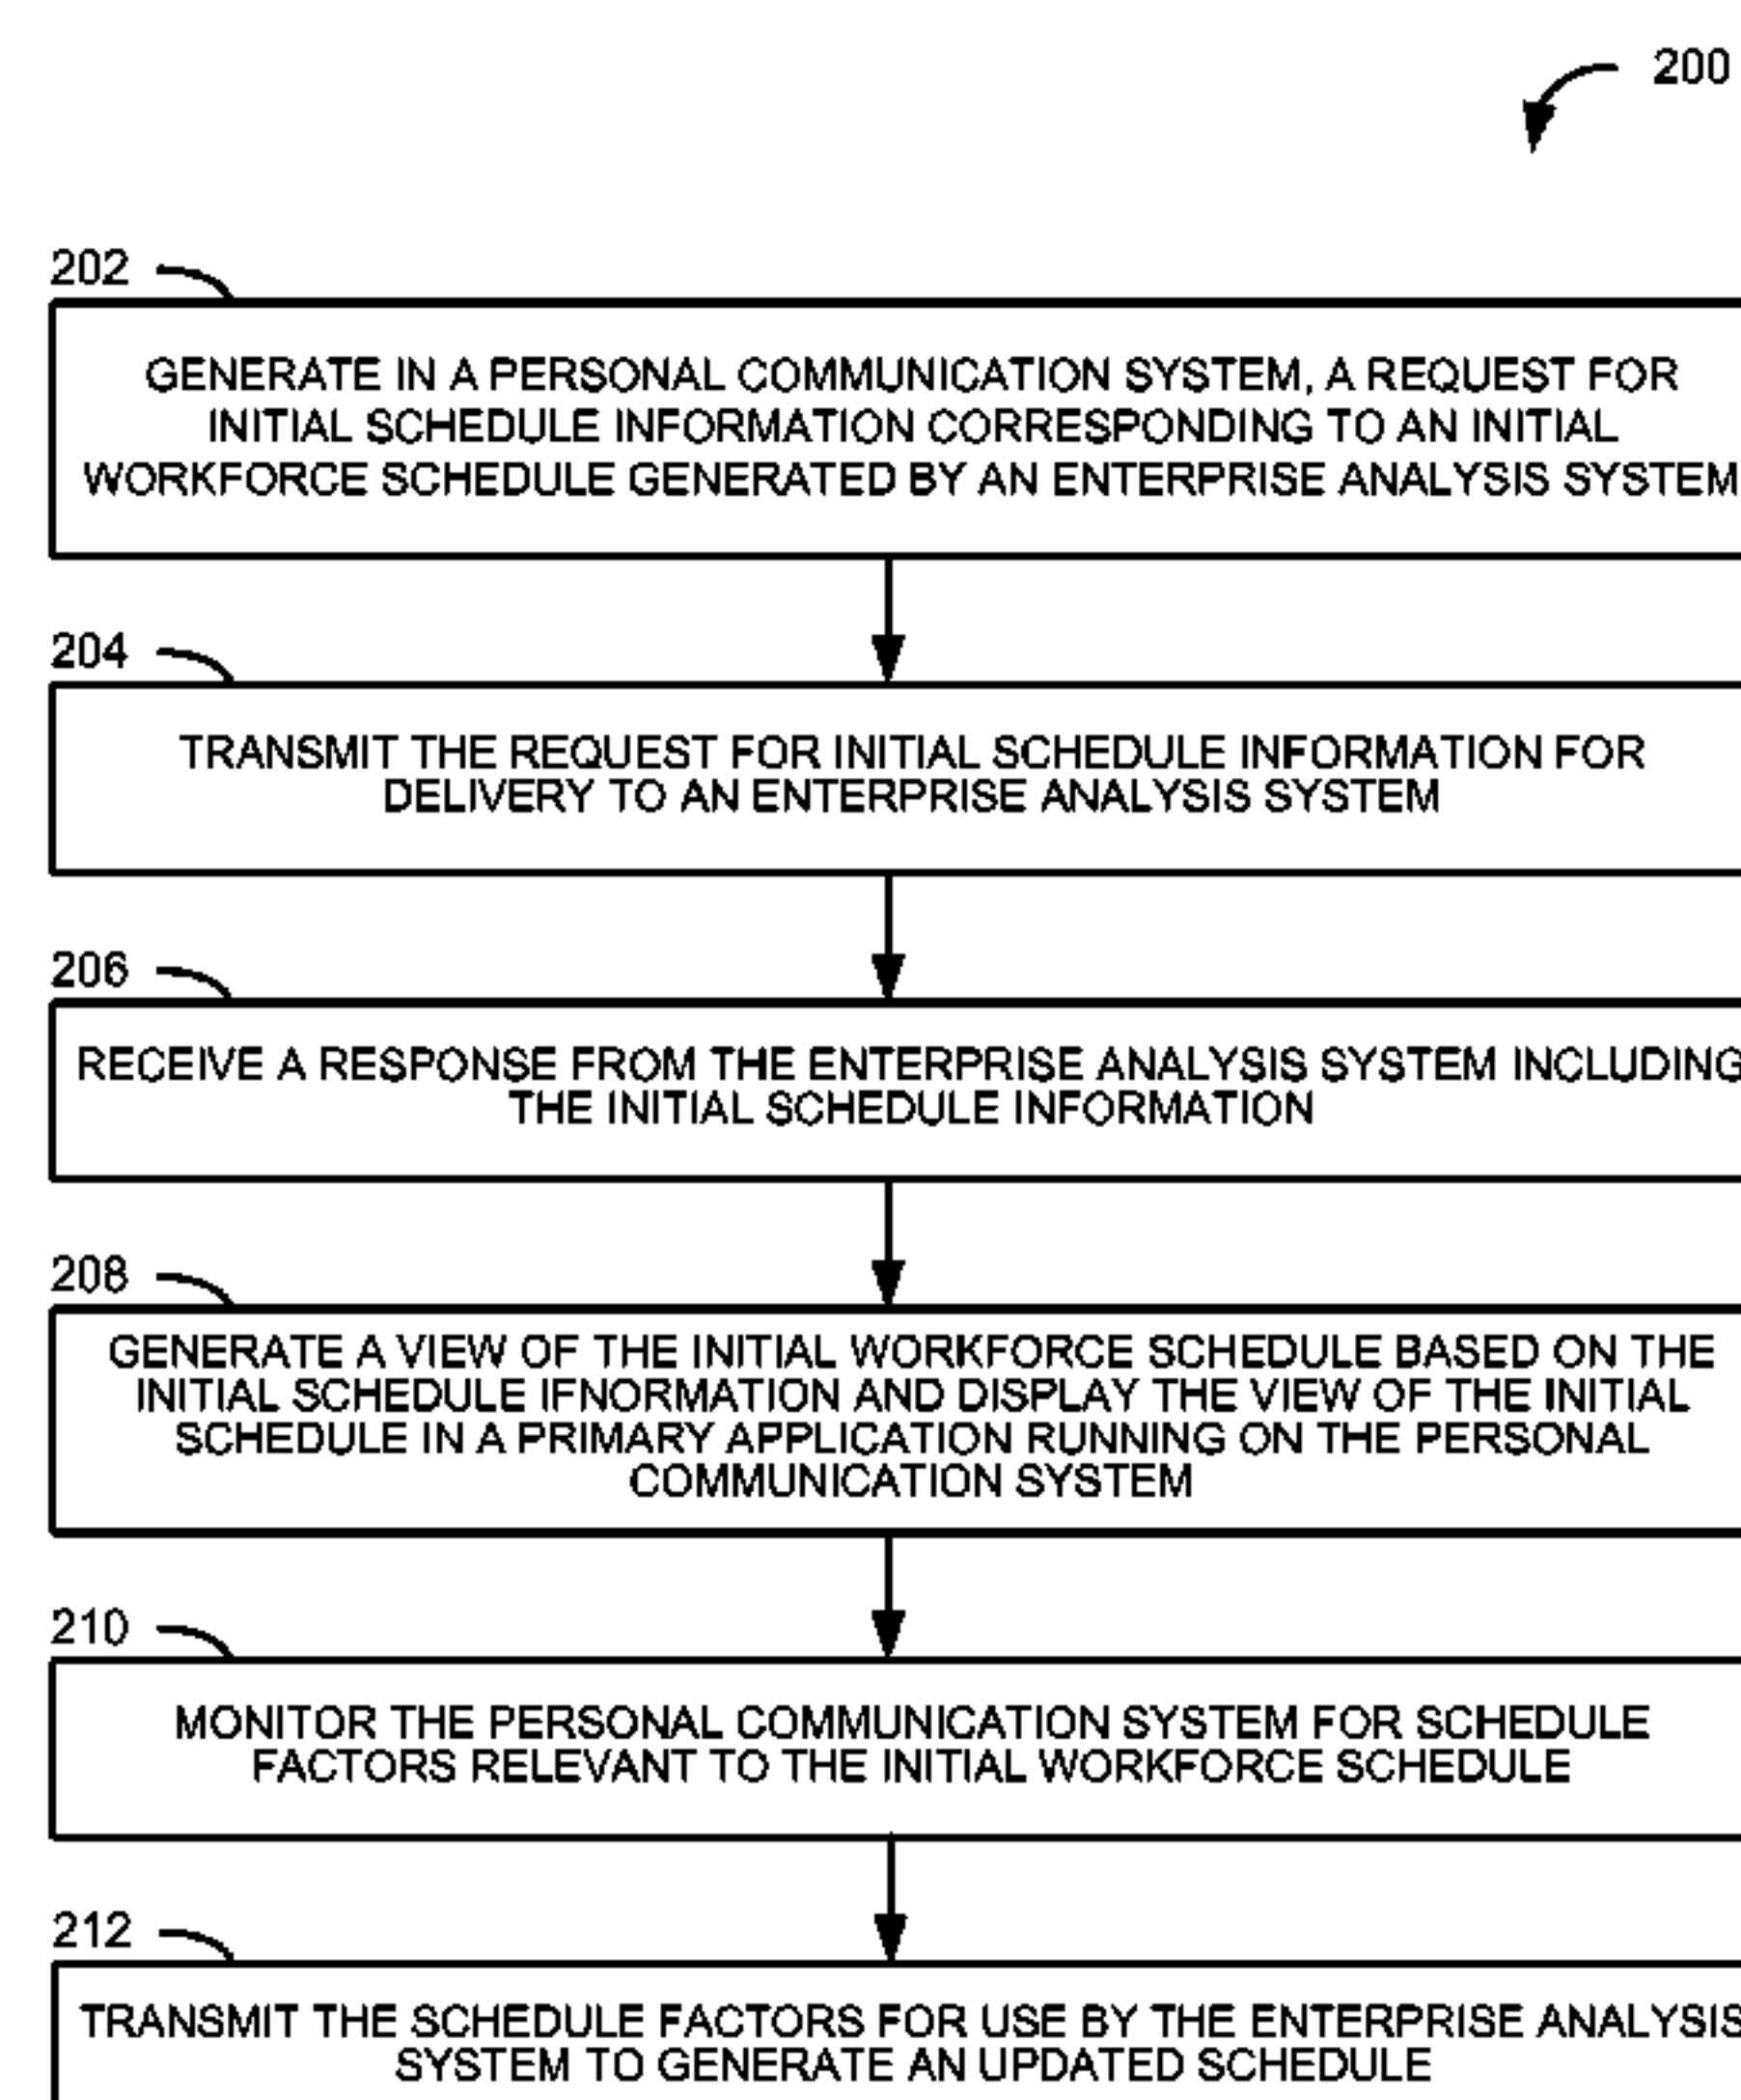 200
202
GENERATE IN A PERSONAL COMMUNICATION SYSTEM, A REQUEST FOR
INITIAL SCHEDULE INFORMATION CORRESPONDING TO AN INITIAL
WORKFORCE SCHEDULE GENERATED BY AN ENTERPRISE ANALYSIS SYSTEM
204
TRANSMIT THE REQUEST FOR INITIAL SCHEDULE INFORMATION FOR
DELIVERY TO AN ENTERPRISE ANALYSIS SYSTEM
206
RECEIVE A RESPONSE FROM THE ENTERPRISE ANALYSIS SYSTEM INCLUDING
THE INITIAL SCHEDULE INFORMATION
208
GENERATE A VIEW OF THE INITIAL WORKFORCE SCHEDULE BASED ON THE
INITIAL SCHEDULE IFNORMATION AND DISPLAY THE VIEW OF THE INITIAL
SCHEDULE IN A PRIMARY APPLICATION RUNNING ON THE PERSONAL
COMMUNICATION SYSTEM
210
MONITOR THE PERSONAL COMMUNICATION SYSTEM FOR SCHEDULE
FACTORS RELEVANT TO THE INITIAL WORKFORCE SCHEDULE
212
TRANSMIT THE SCHEDULE FACTORS FOR USE BY THE ENTERPRISE ANALYSIS
SYSTEM TO GENERATE AN UPDATED SCHEDULE